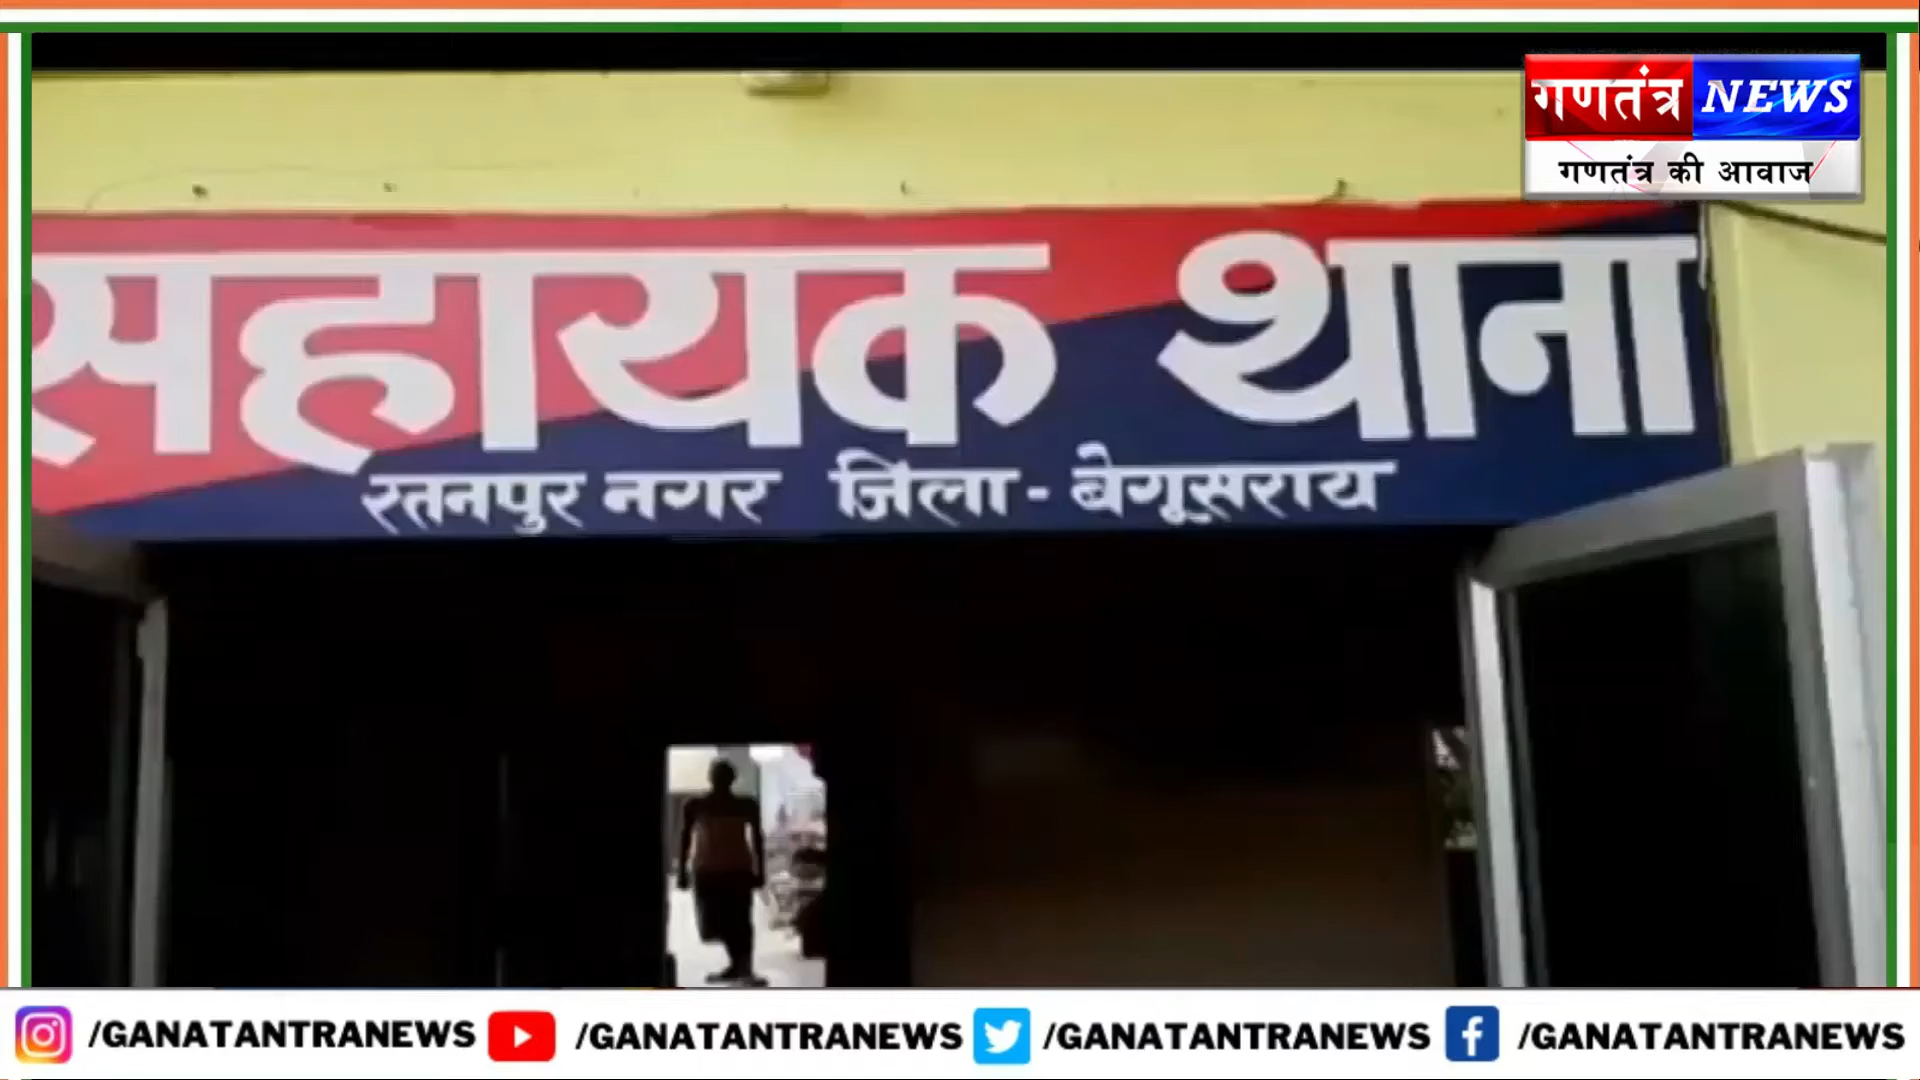 गणतंत्र NEWS
गणतंत्र की आवाज
सहायक थाना
रतनपुर नगर जिला - बेगूसराय
/GANATANTRANEWS /GANATANTRANEWS /GANATANTRANEWS /GANATANTRANEWS